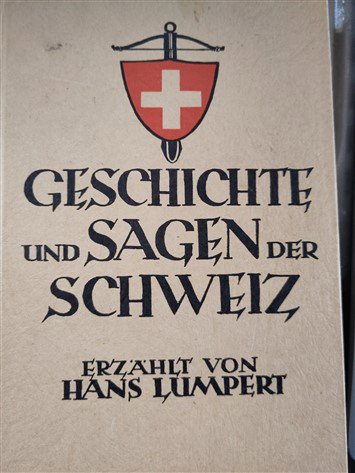 GESCHICHTE
UND SAGEN DER
SCHWEIZ
ERZÄHLT VON
HANS LUMPERT